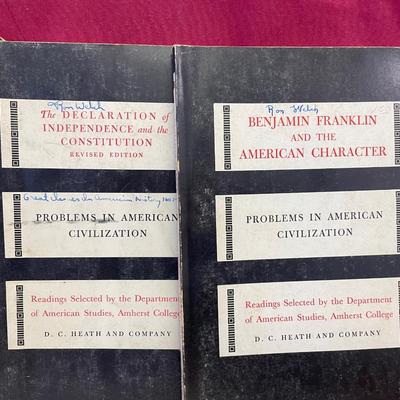 The DECLARATION of
INDEPENDENCE and the
CONSTITUTION
REVISED EDITION
PROBLEMS IN AMERICAN
CIVILIZATION
Readings Selected by the Department
of American Studies, Amherst College
D. C. HEATH AND COMPANY
Ron Welch
BENJAMIN FRANKLIN
AND THE
AMERICAN CHARACTER
PROBLEMS IN AMERICAN
CIVILIZATION
Readings Selected by the Department
of American Studies, Amherst College
D. C. HEATH AND COMPANY